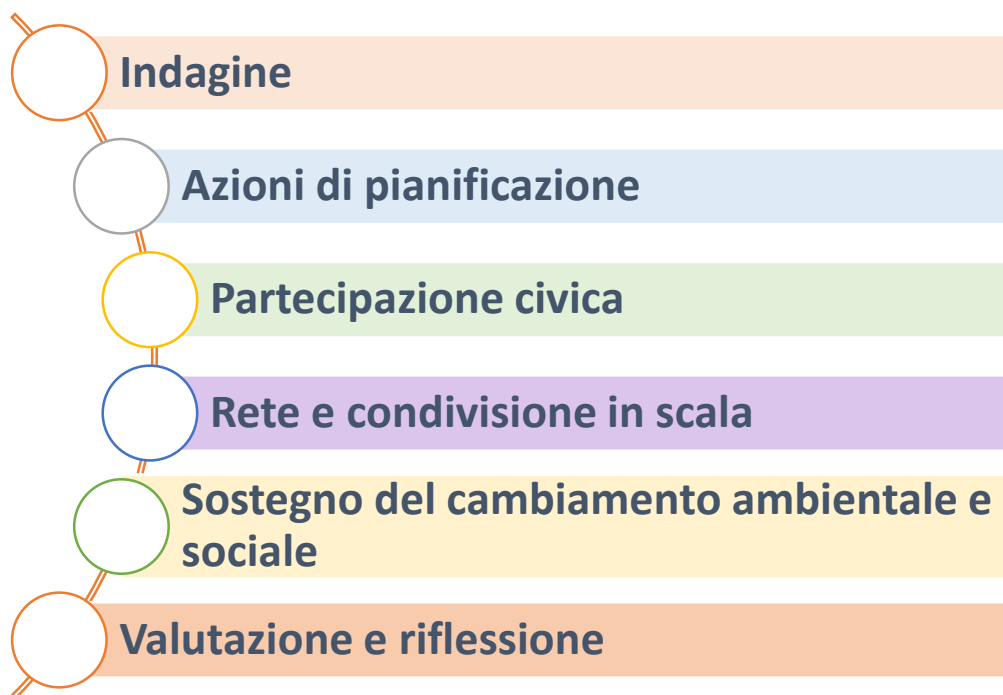 Indagine
Azioni di pianificazione
Partecipazione civica
Rete e condivisione in scala
Sostegno del cambiamento ambientale e
sociale
Valutazione e riflessione